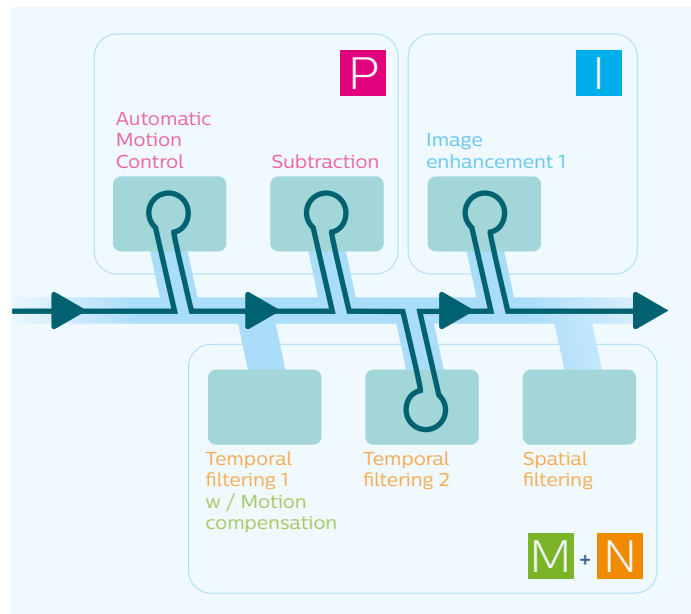 P
I
Automatic
Motion
Control
Subtraction
Image
enhancement 1
Temporal
filtering 1
w / Motion
compensation
Temporal
filtering 2
Spatial
filtering
M + N